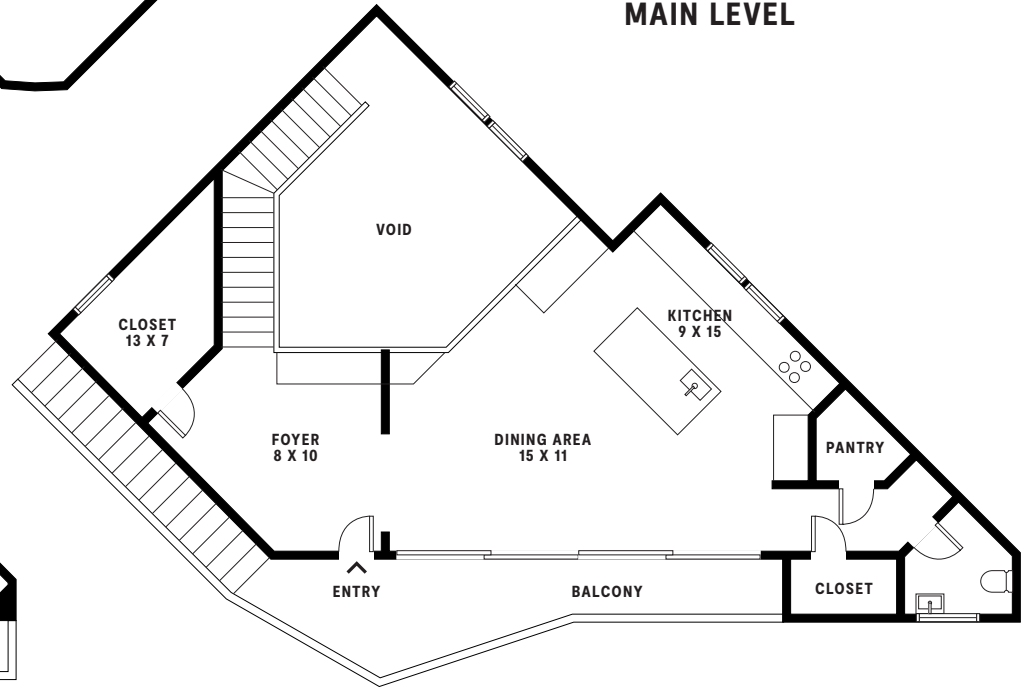 MAIN LEVEL
VOID
CLOSET
13 X 7
KITCHEN
9 X 15
FOYER
8 X 10
DINING AREA
15 X 11
PANTRY
ENTRY
BALCONY
CLOSET